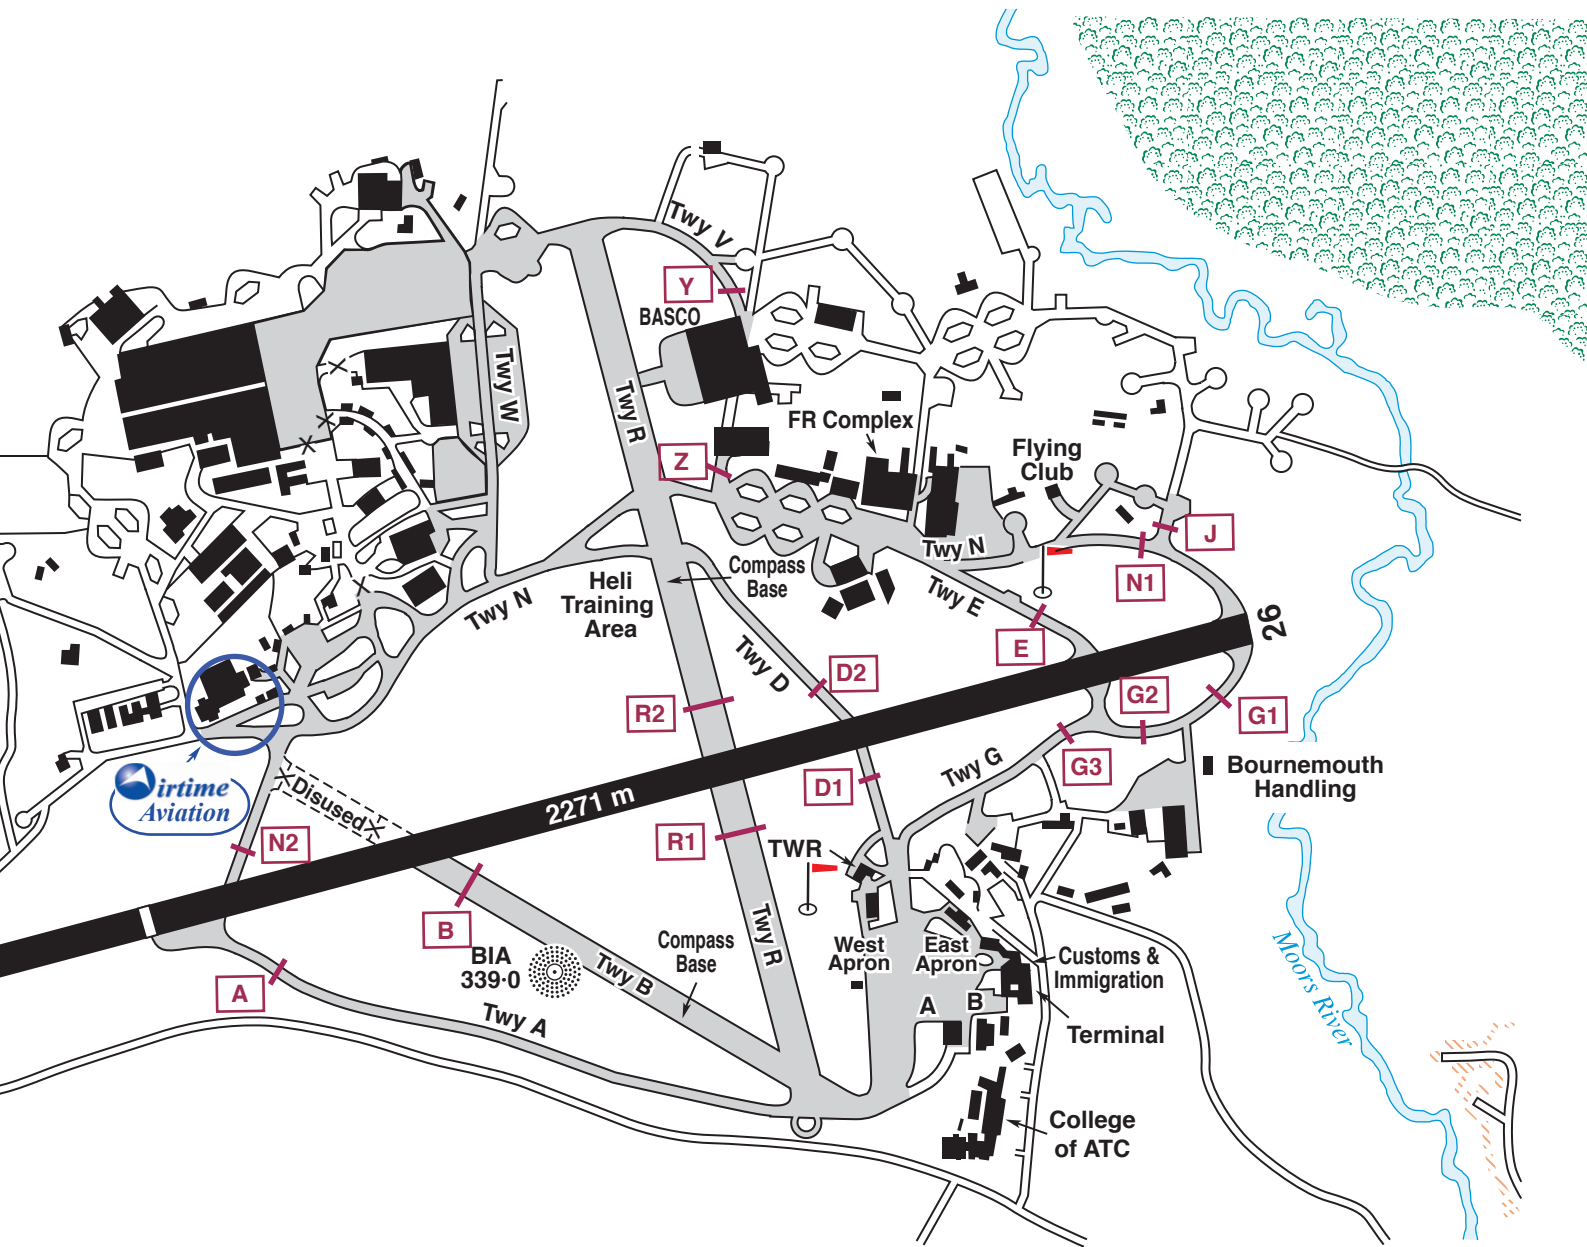 Twy V
Y
BASCO
Twy W
Twy R
FR Complex
Z
Flying
Club
J
Twy N
N1
Compass
Base
Heli
Training
Area
Twy N
Twy E
E
26
Twy D
D2
R2
G2
G1
G3
Bournemouth
Handling
Twy G
D1
Airtime
Aviation
Disused
2271 m
N2
R1
TWR
B
BIA
339·0
Twy B
Compass
Base
Twy R
West
Apron
East
Apron
Customs &
Immigration
A
Twy A
A
B
Terminal
Moors River
College
of ATC